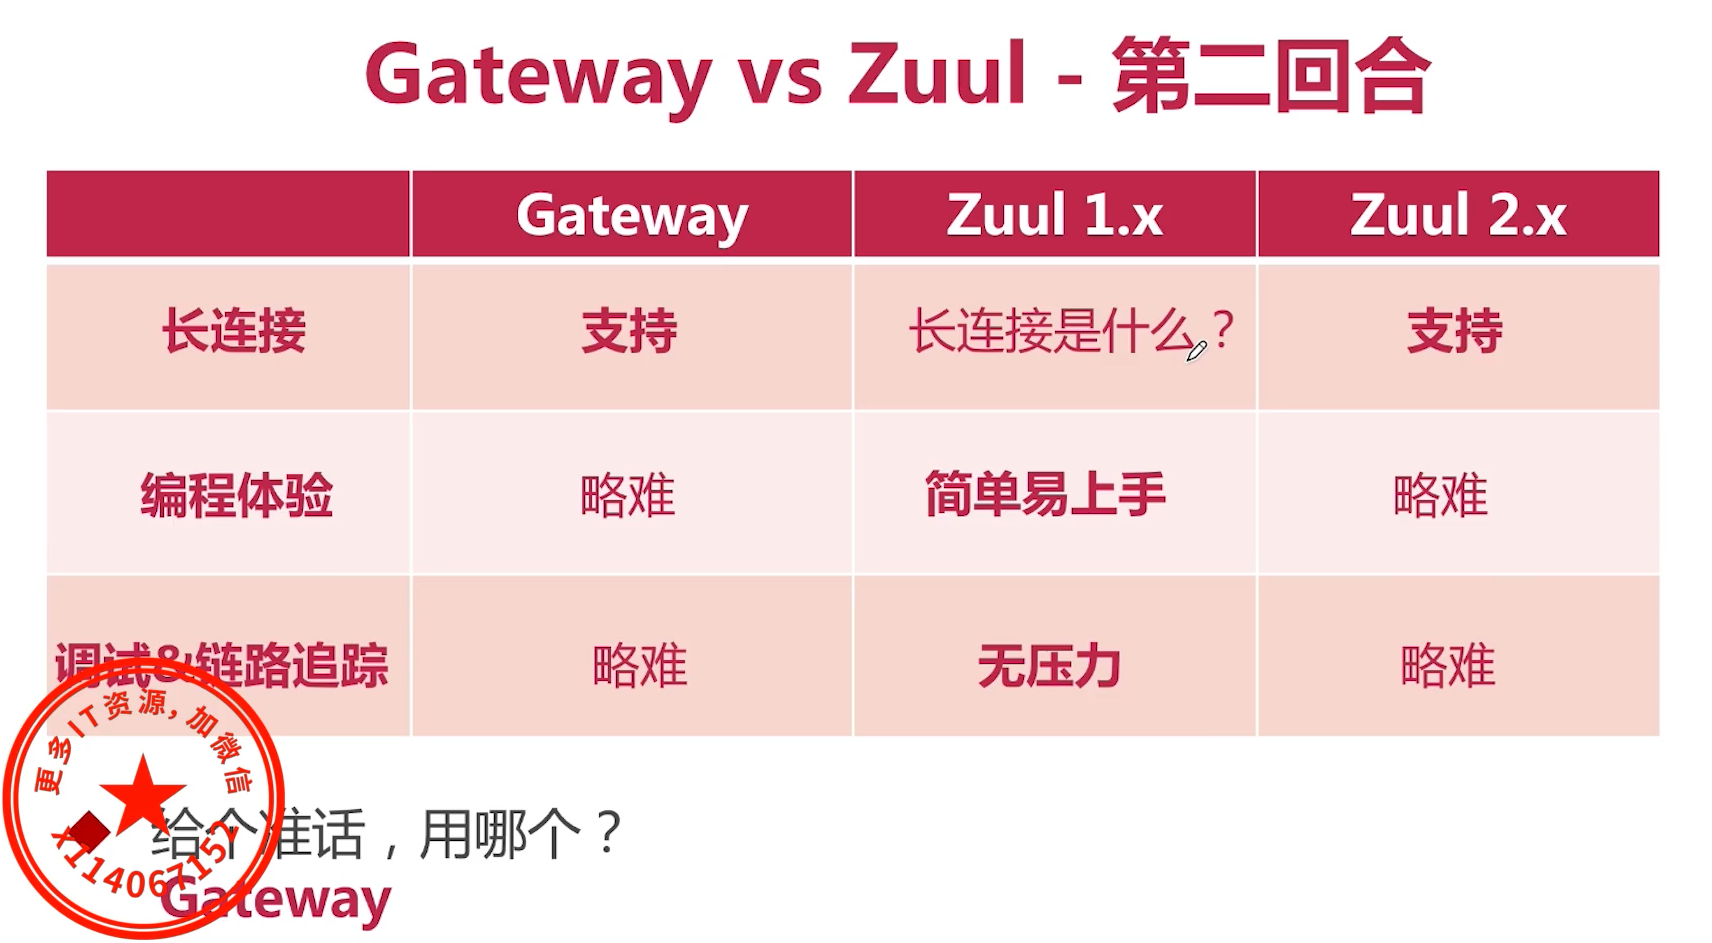 Gateway vs Zuul - 第二回合
Gateway Zuul 1.x Zuul 2.x
长连接 支持 长连接是什么？ 支持
编程体验 略难 简单易上手 略难
调试&链路追踪 略难 无压力 略难
给个准话，用哪个？
Gateway
更多IT资源，加微信
x114067152